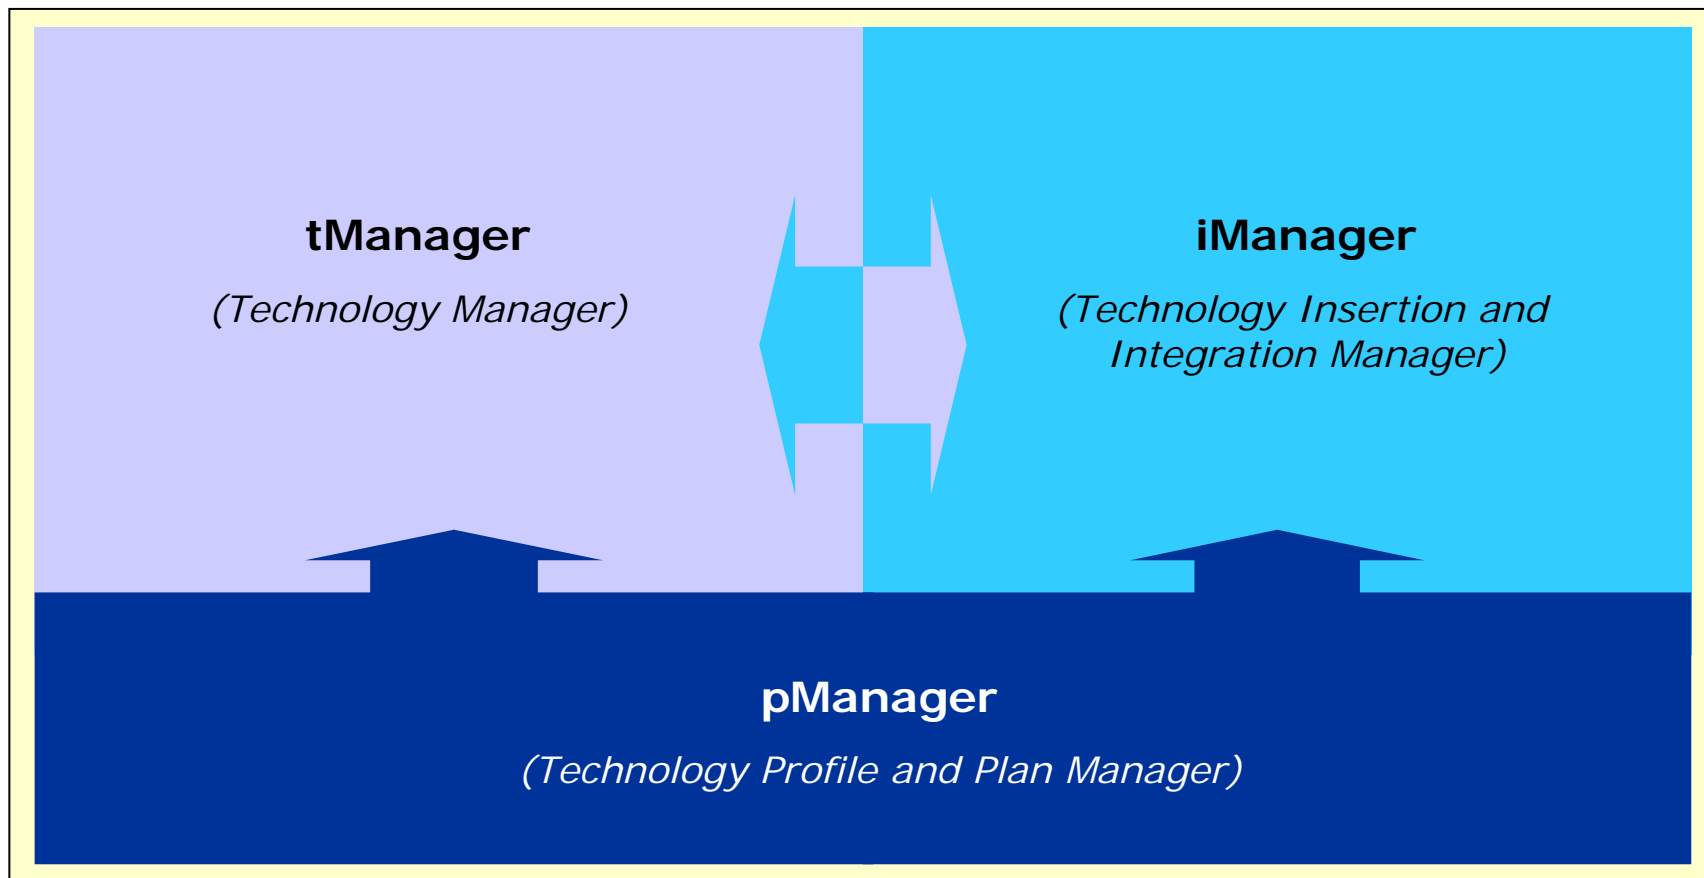 tManager
(Technology Manager)
iManager
(Technology Insertion and
Integration Manager)
pManager
(Technology Profile and Plan Manager)